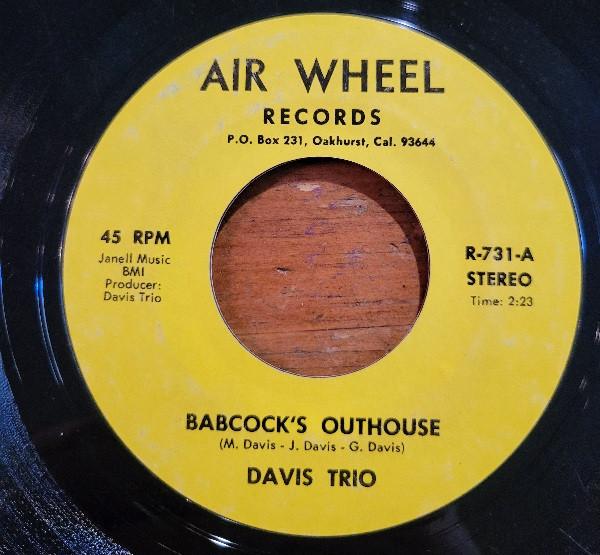 AIR WHEEL
RECORDS
P.O. Box 231, Oakhurst, Cal. 93644
45 RPM
Janell Music
BMI
Producer:
Davis Trio
R-731-A
STEREO
Time: 2:23
BABCOCK'S OUTHOUSE
(M. Davis - J. Davis - G. Davis)
DAVIS TRIO